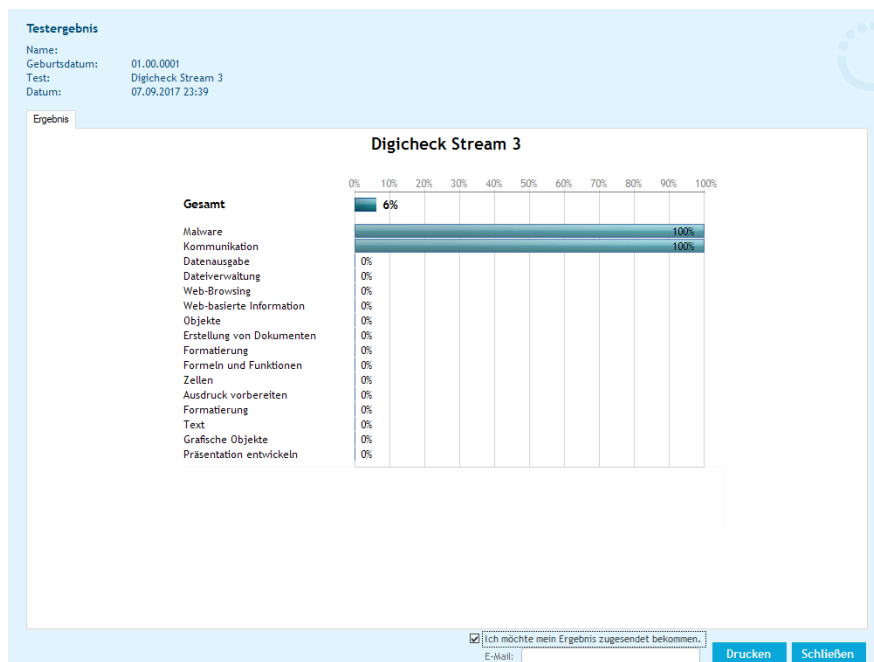 Testergebnis
Name:
Geburtsdatum: 01.00.0001
Test: Digicheck Stream 3
Datum: 07.09.2017 23:39
Ergebnis
Digicheck Stream 3
0% 10% 20% 30% 40% 50% 60% 70% 80% 90% 100%
Gesamt 6%
Malware 100%
Kommunikation 100%
Datenausgabe 0%
Dateiverwaltung 0%
Web-Browsing 0%
Web-basierte Information 0%
Objekte 0%
Erstellung von Dokumenten 0%
Formatierung 0%
Formeln und Funktionen 0%
Zellen 0%
Ausdruck vorbereiten 0%
Formatierung 0%
Text 0%
Grafische Objekte 0%
Präsentation entwickeln 0%
Ich möchte mein Ergebnis zugesendet bekommen.
E-Mail:
Drucken Schließen